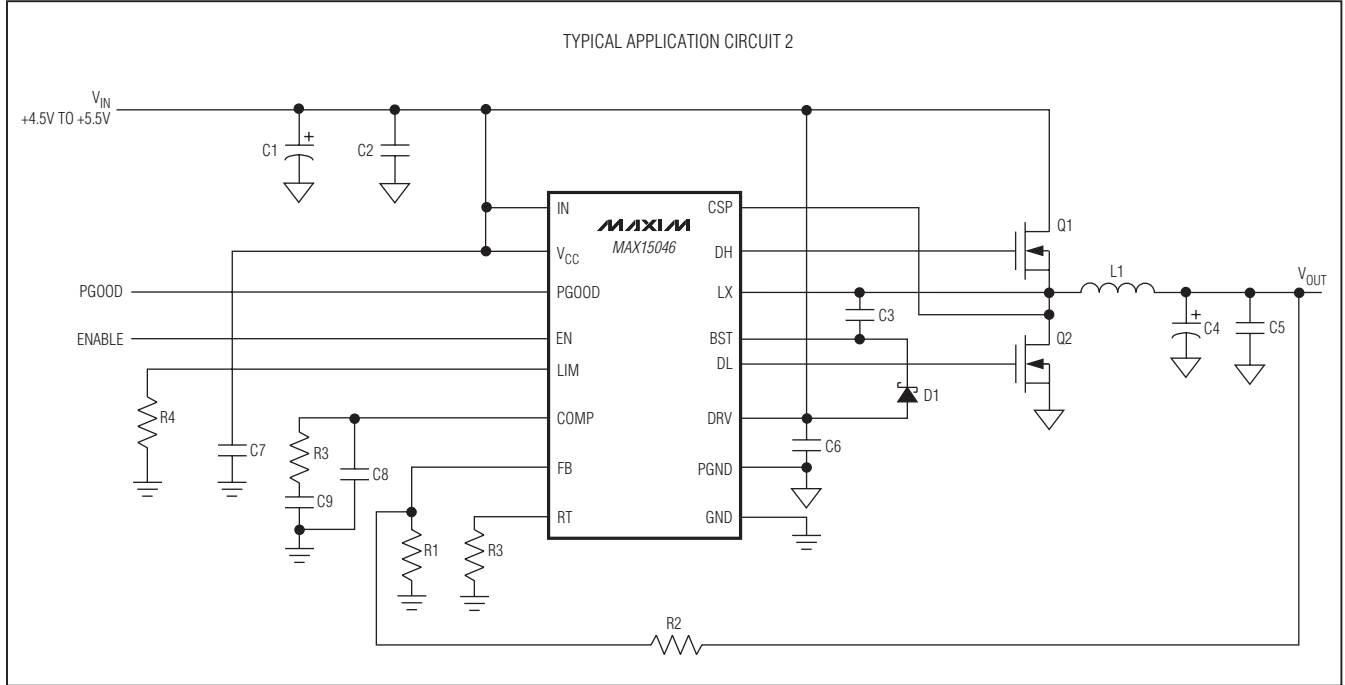 TYPICAL APPLICATION CIRCUIT 2
VIN
+4.5V TO +5.5V
C1
+
C2
IN
MAXIM
MAX15046
CSP
Q1
VCC
DH
L1
VOUT
PGOOD
PGOOD
LX
C3
+
C4
C5
ENABLE
EN
BST
Q2
LIM
DL
D1
R4
COMP
DRV
C7
R3
C8
C6
FB
PGND
C9
RT
GND
R1
R3
R2